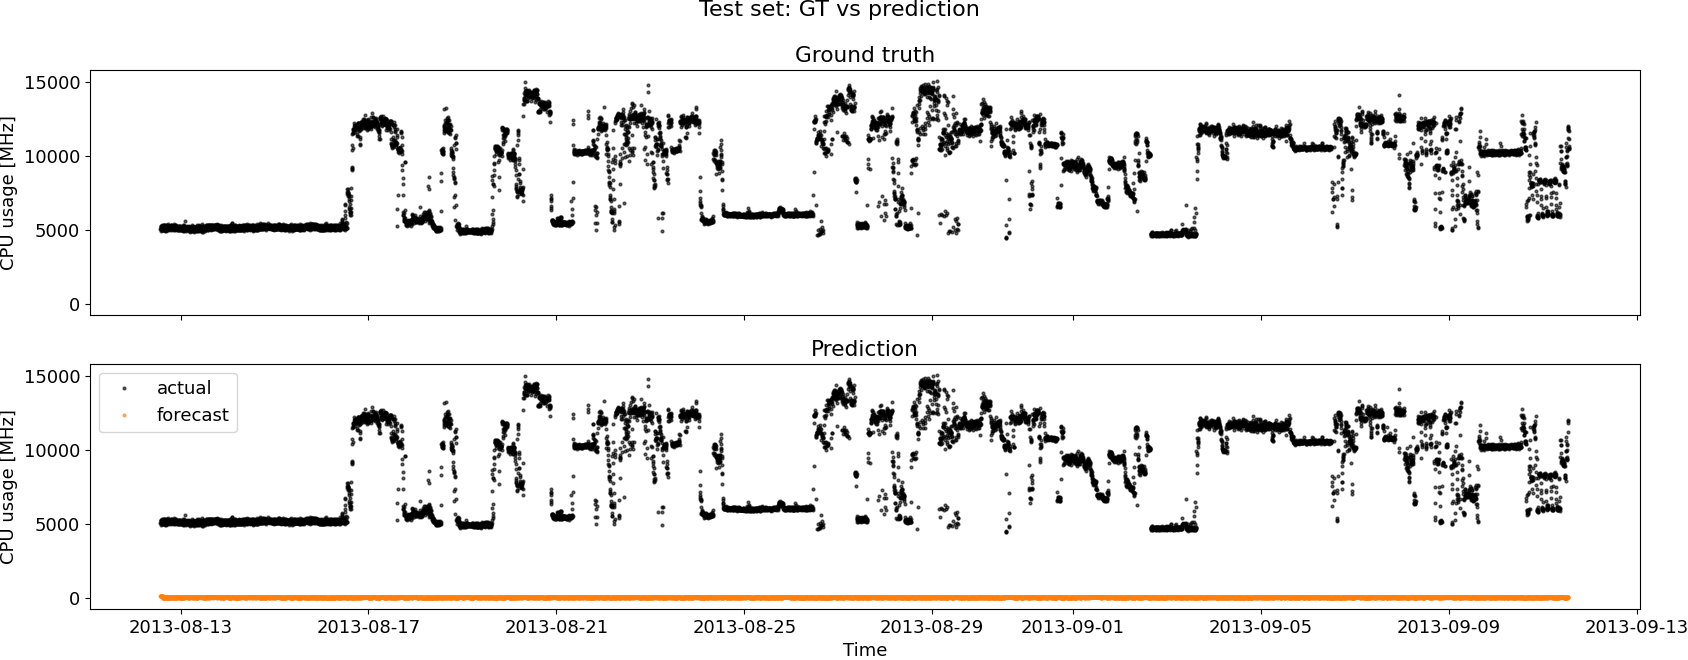 Test set: GT vs prediction
Ground truth
CPU usage [MHz]
15000
10000
5000
0
Prediction
CPU usage [MHz]
15000
10000
5000
0
actual
forecast
2013-08-13 2013-08-17 2013-08-21 2013-08-25 2013-08-29 2013-09-01 2013-09-05 2013-09-09 2013-09-13
Time